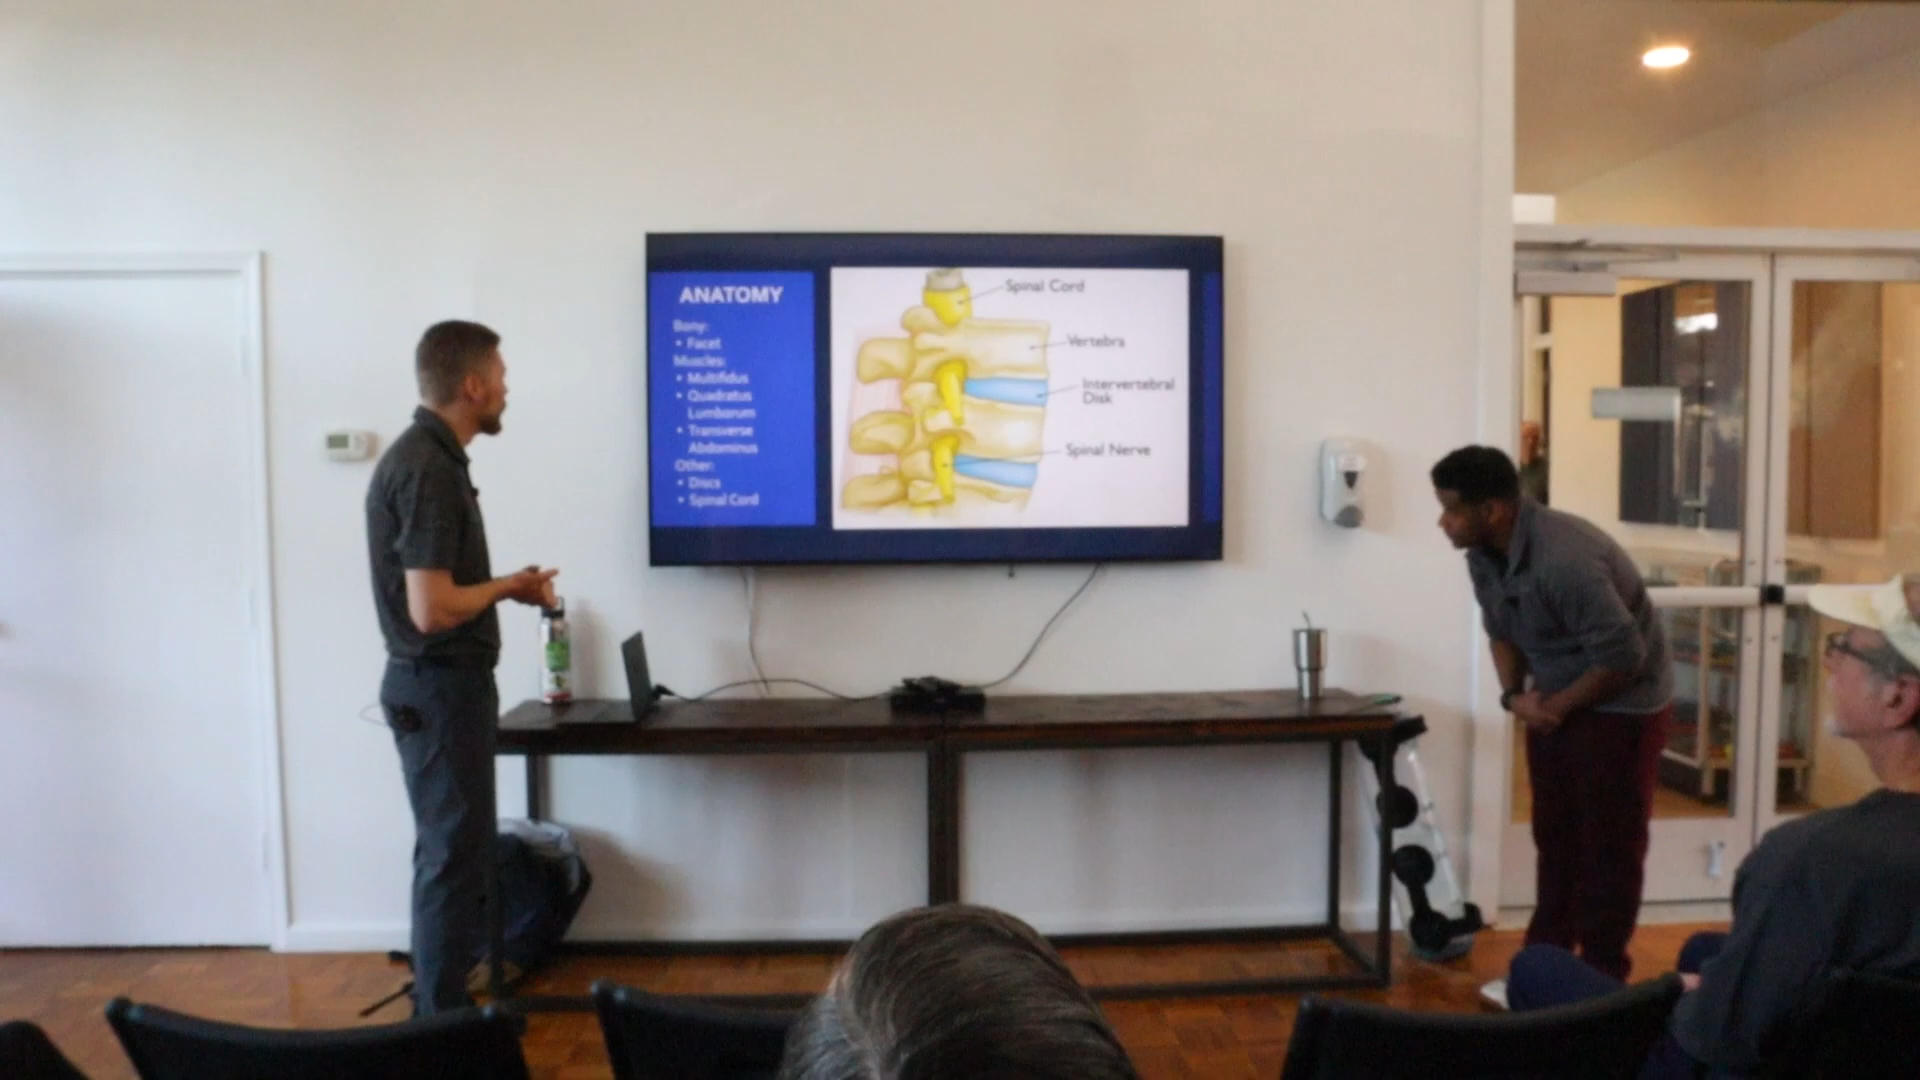 ANATOMY
Bony:
• Facet
Muscles:
• Multifidus
• Quadratus
Lumborum
• Transverse
Abdominus
Other:
• Discs
• Spinal Cord
Spinal Cord
Vertebra
Intervertebral
Disk
Spinal Nerve